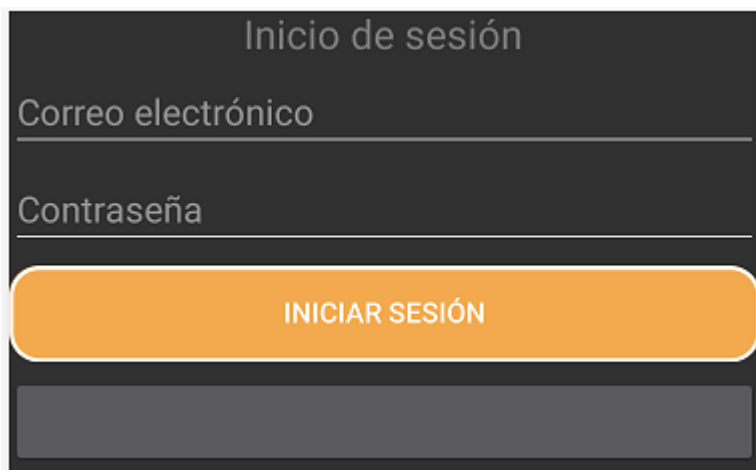 Inicio de sesión
Correo electrónico
Contraseña
INICIAR SESIÓN